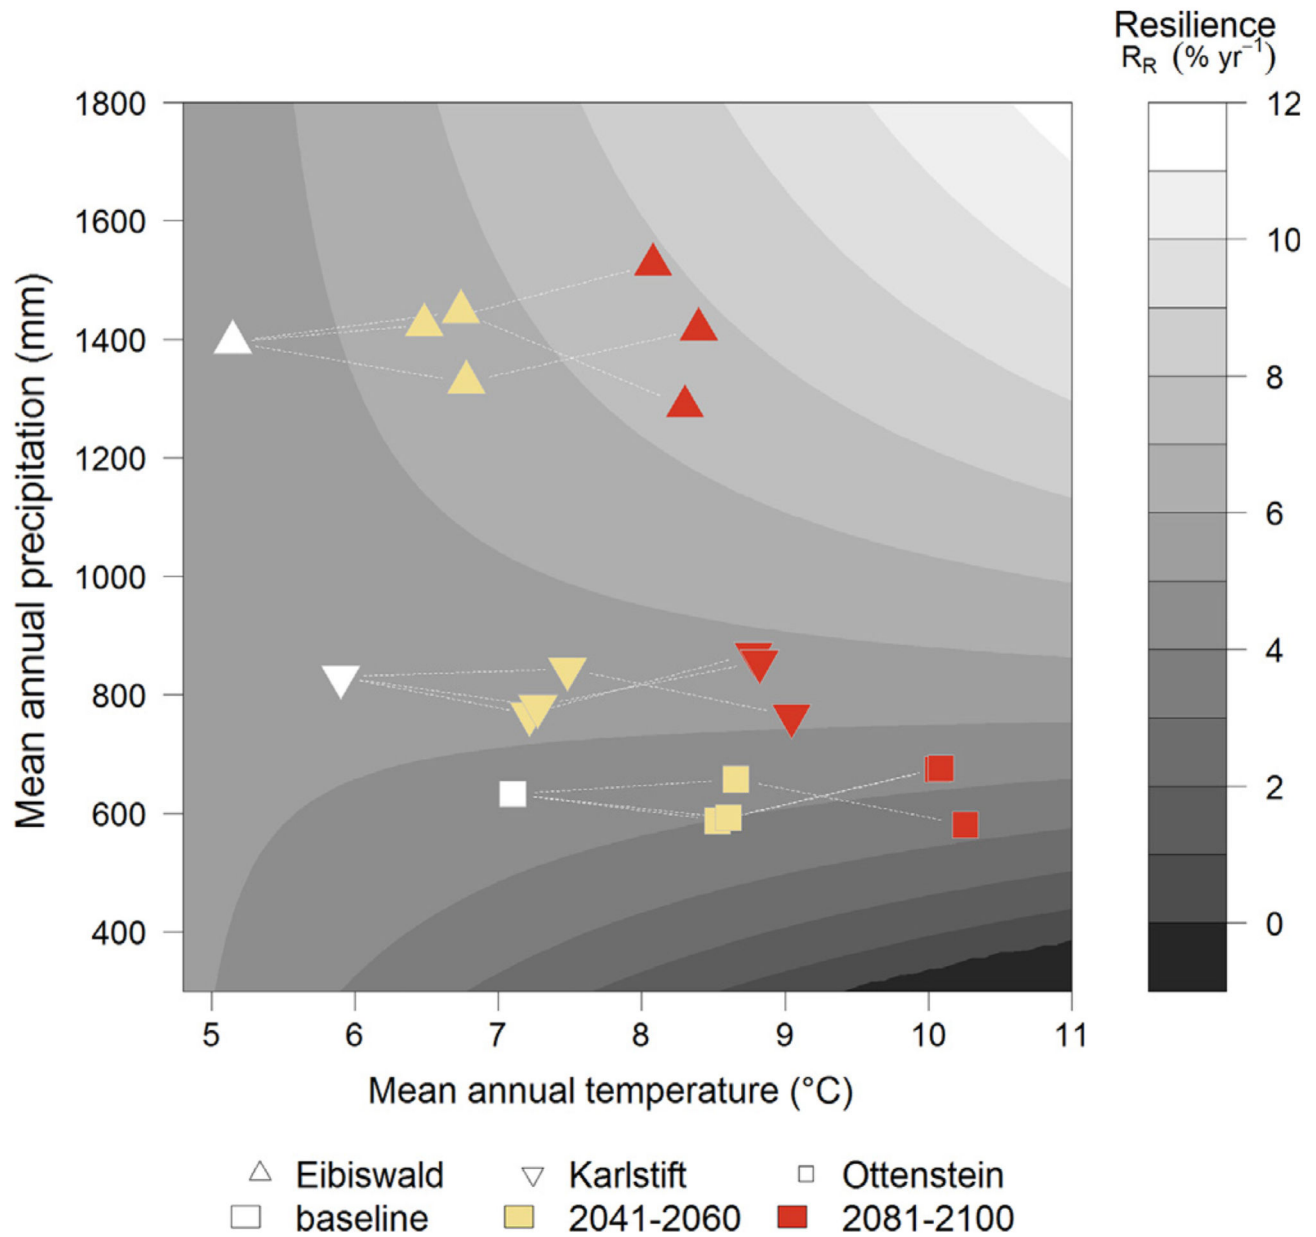 Resilience
R_R (% yr⁻¹)
1800
1600
1400
1200
1000
800
600
400
Mean annual precipitation (mm)
12
10
8
6
4
2
0
5 6 7 8 9 10 11
Mean annual temperature (°C)
Eibiswald Karlstift Ottenstein
baseline 2041-2060 2081-2100